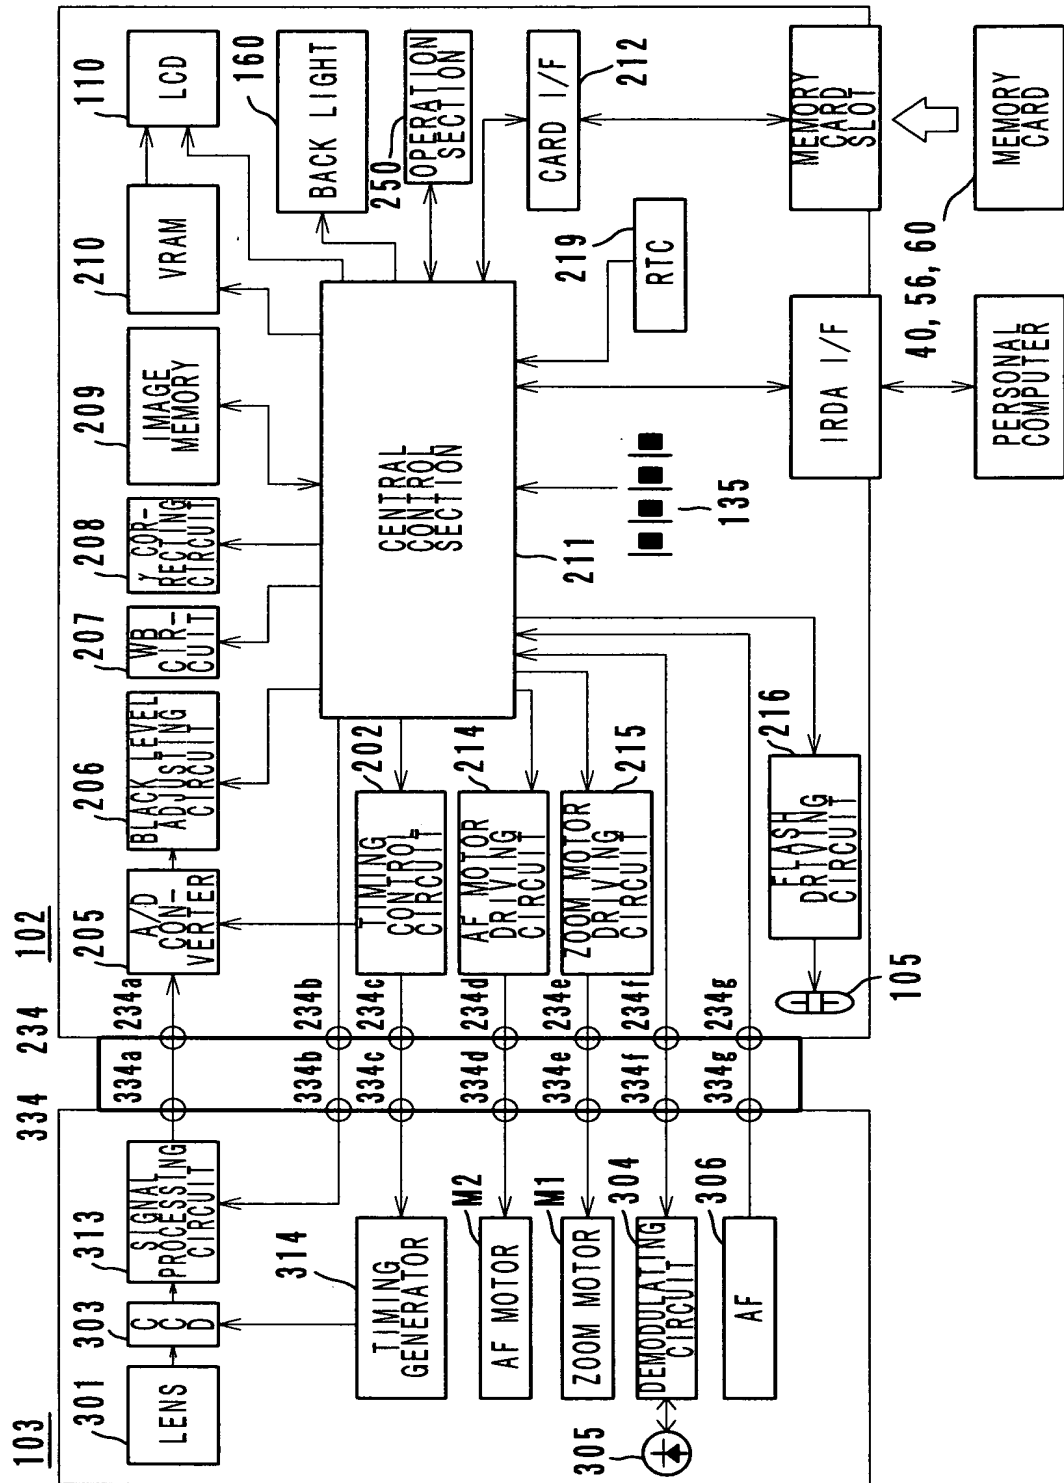 103
301
LENS
303
CCD
313
SIGNAL
PROCESSING
CIRCUIT
314
TIMING
GENERATOR
M2
AF MOTOR
M1
ZOOM MOTOR
304
DEMODULATING
CIRCUIT
305
306
AF
334
234
334a
234a
334b
234b
334c
234c
334d
234d
334e
234e
334f
234f
334g
234g
102
205
A/D
CON-
VERTER
206
BLACK LEVEL
ADJUSTING
CIRCUIT
207
WB
CIR-
CUIT
208
γ COR-
RECTING
CIRCUIT
209
IMAGE
MEMORY
210
VRAM
110
LCD
202
TIMING
CONTROL
CIRCUIT
214
AF MOTOR
DRIVING
CIRCUIT
215
ZOOM MOTOR
DRIVING
CIRCUIT
216
FLASH
DRIVING
CIRCUIT
105
CENTRAL
CONTROL
SECTION
211
135
160
BACK LIGHT
250
OPERATION
SECTION
212
CARD I/F
219
RTC
IRDA I/F
PERSONAL
COMPUTER
MEMORY
CARD
SLOT
40, 56, 60
MEMORY
CARD